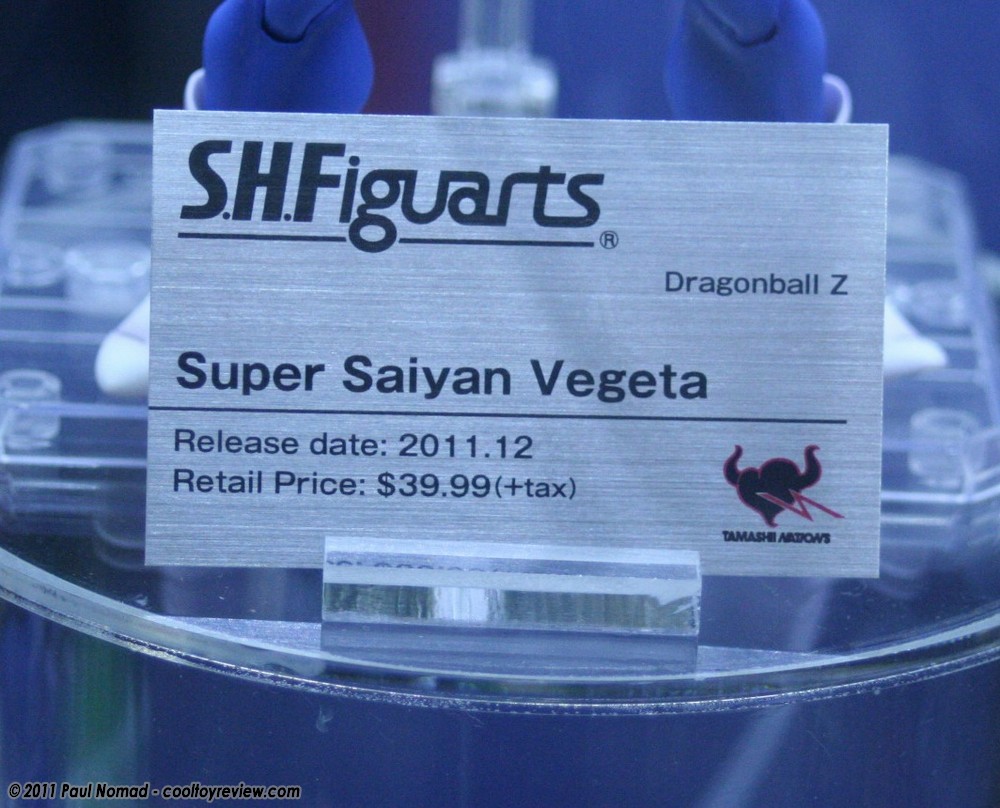 S.H.Figuarts®
Dragonball Z
Super Saiyan Vegeta
Release date: 2011.12
Retail Price: $39.99(+tax)
TAMASHII NATIONS
© 2011 Paul Nomad - cooltoyreview.com